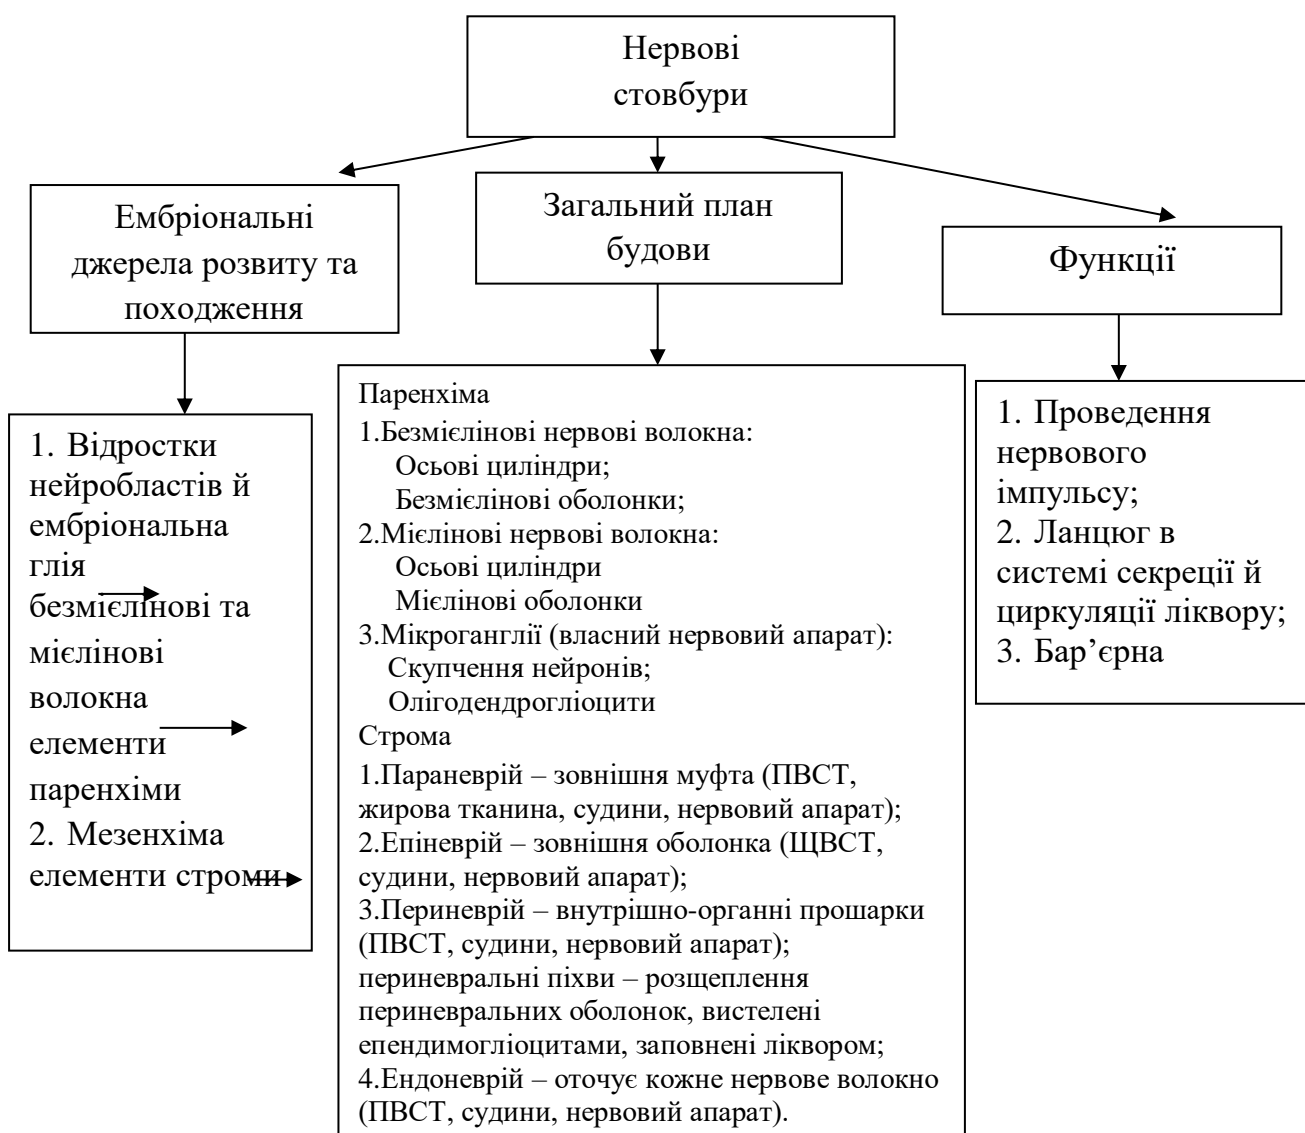 Нервові
стовбури
Ембріональні
джерела розвиту та
походження
Загальний план
будови
Функції
1. Відростки
нейробластів й
ембріональна
глія
безмієлінові та
мієлінові
волокна
елементи
паренхіми
2. Мезенхіма
елементи строми
Паренхіма
1.Безмієлінові нервові волокна:
Осьові циліндри;
Безмієлінові оболонки;
2.Мієлінові нервові волокна:
Осьові циліндри
Мієлінові оболонки
3.Мікроганглії (власний нервовий апарат):
Скупчення нейронів;
Олігодендрогліоцити
Строма
1.Параневрій – зовнішня муфта (ПВСТ,
жирова тканина, судини, нервовий апарат);
2.Епіневрій – зовнішня оболонка (ЩВСТ,
судини, нервовий апарат);
3.Периневрій – внутрішно-органні прошарки
(ПВСТ, судини, нервовий апарат);
периневральні піхви – розщеплення
периневральних оболонок, вистелені
епендимогліоцитами, заповнені ліквором;
4.Ендоневрій – оточує кожне нервове волокно
(ПВСТ, судини, нервовий апарат).
1. Проведення
нервового
імпульсу;
2. Ланцюг в
системі секреції й
циркуляції ліквору;
3. Бар’єрна